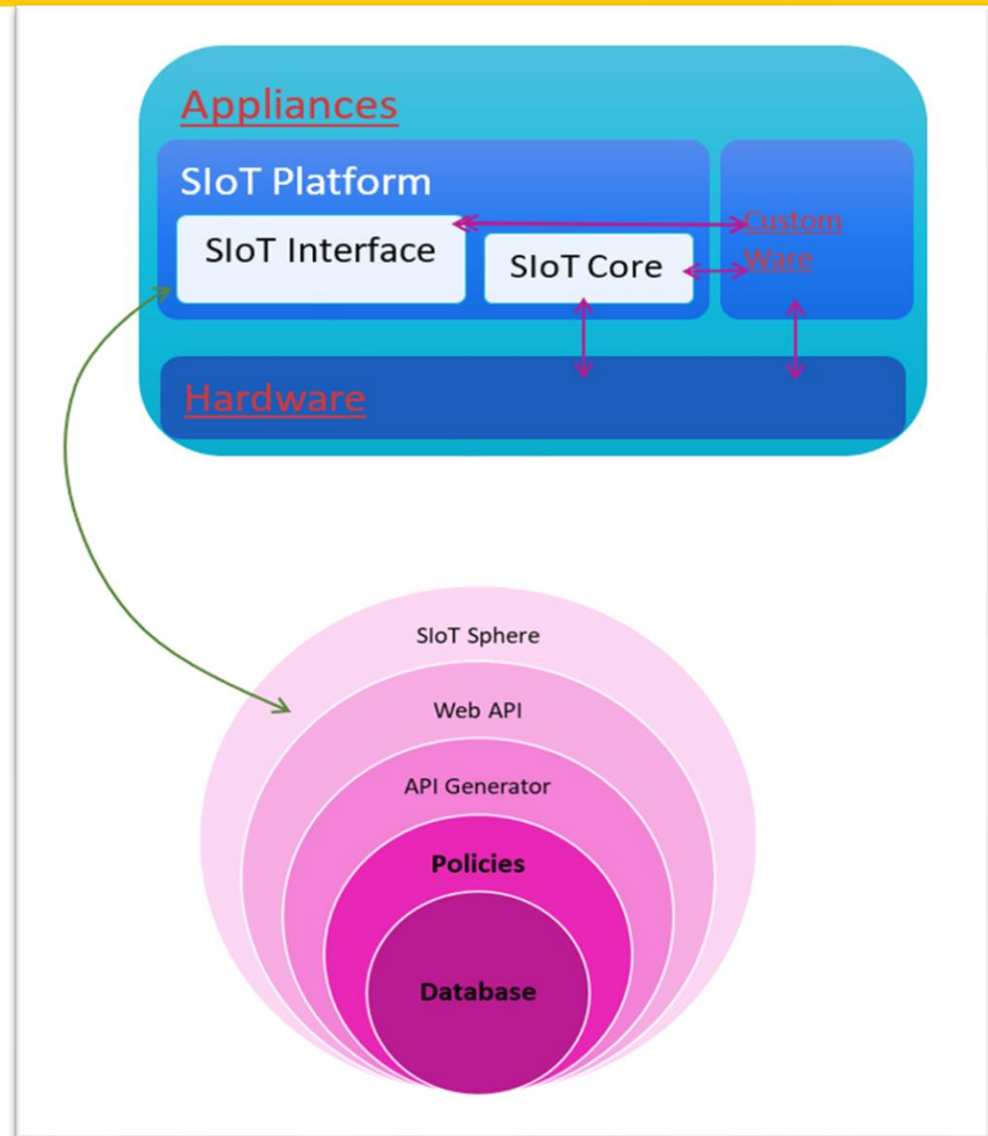 Appliances
SIoT Platform
SIoT Interface
SIoT Core
Custom
Ware
Hardware
SIoT Sphere
Web API
API Generator
Policies
Database